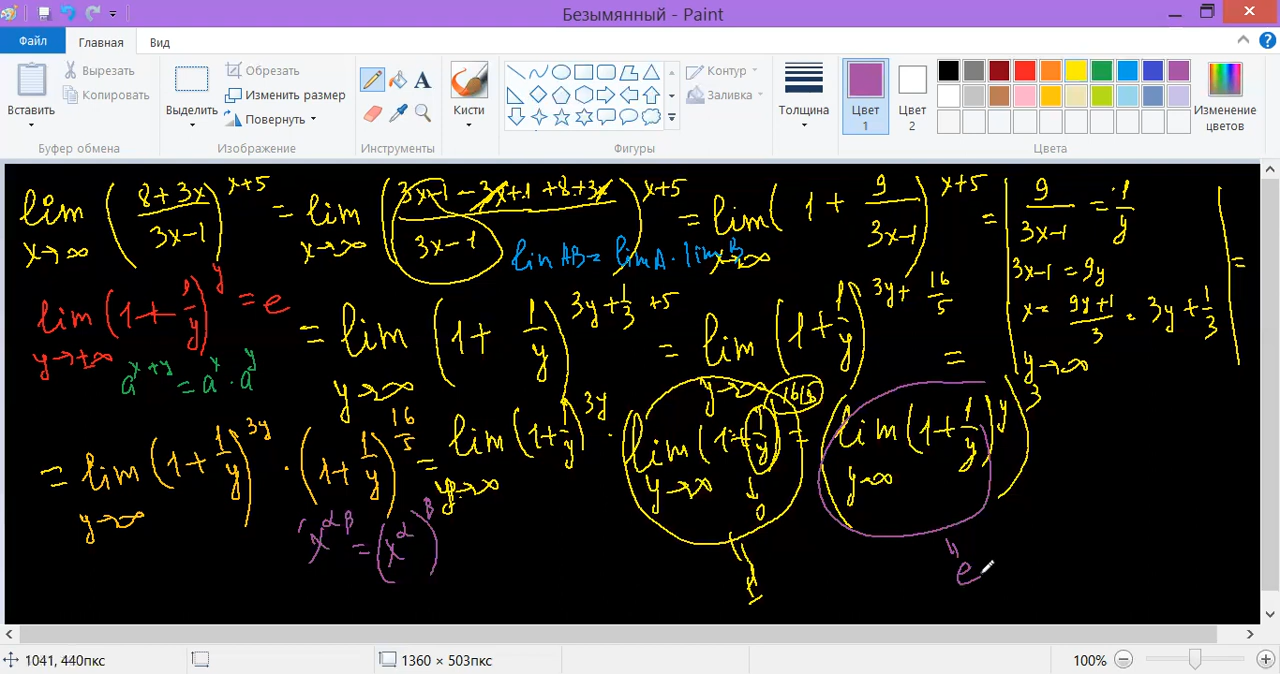 Безымянный - Paint
Файл Главная Вид
Вставить
Вырезать
Копировать
Буфер обмена
Выделить
Обрезать
Изменить размер
Повернуть
Изображение
A
Инструменты
Кисти
Контур
Заливка
Фигуры
Толщина
Цвет 1
Цвет 2
Изменение цветов
Цвета
lim x→∞ ((8+3x)/(3x-1))^(x+5) = lim x→∞ ((3x-1-3x+1+8+3x)/(3x-1))^(x+5) = lim x→∞ (1+9/(3x-1))^(x+5) = | 9/(3x-1) = 1/y
lim AB = lim A · lim B
3x-1 = 9y
x = (9y+1)/3 = 3y+1/3
y→∞ | =
lim y→±∞ (1+1/y)^y = e
a^(x+y) = a^x · a^y
= lim y→∞ (1+1/y)^(3y+1/3+5) = lim y→∞ (1+1/y)^(3y+16/5) =
= lim y→∞ (1+1/y)^(3y) · (1+1/y)^(16/5) = lim y→∞ (1+1/y)^(3y) · lim y→∞ (1+1/y)^(16/5) = (lim y→∞ (1+1/y)^y)^3
↓ 0
x^(αβ) = (x^α)^β
= 1
= e
1041, 440пкс
1360 × 503пкс
100%